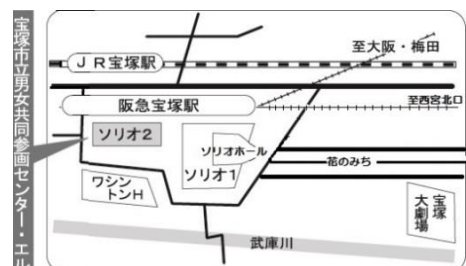 宝塚市立男女共同参画センター・エル
JR宝塚駅
至大阪・梅田
阪急宝塚駅
至西宮北口
ソリオ2
ソリオホール
ソリオ1
花のみち
ワシン
トンH
宝塚
大劇場
武庫川